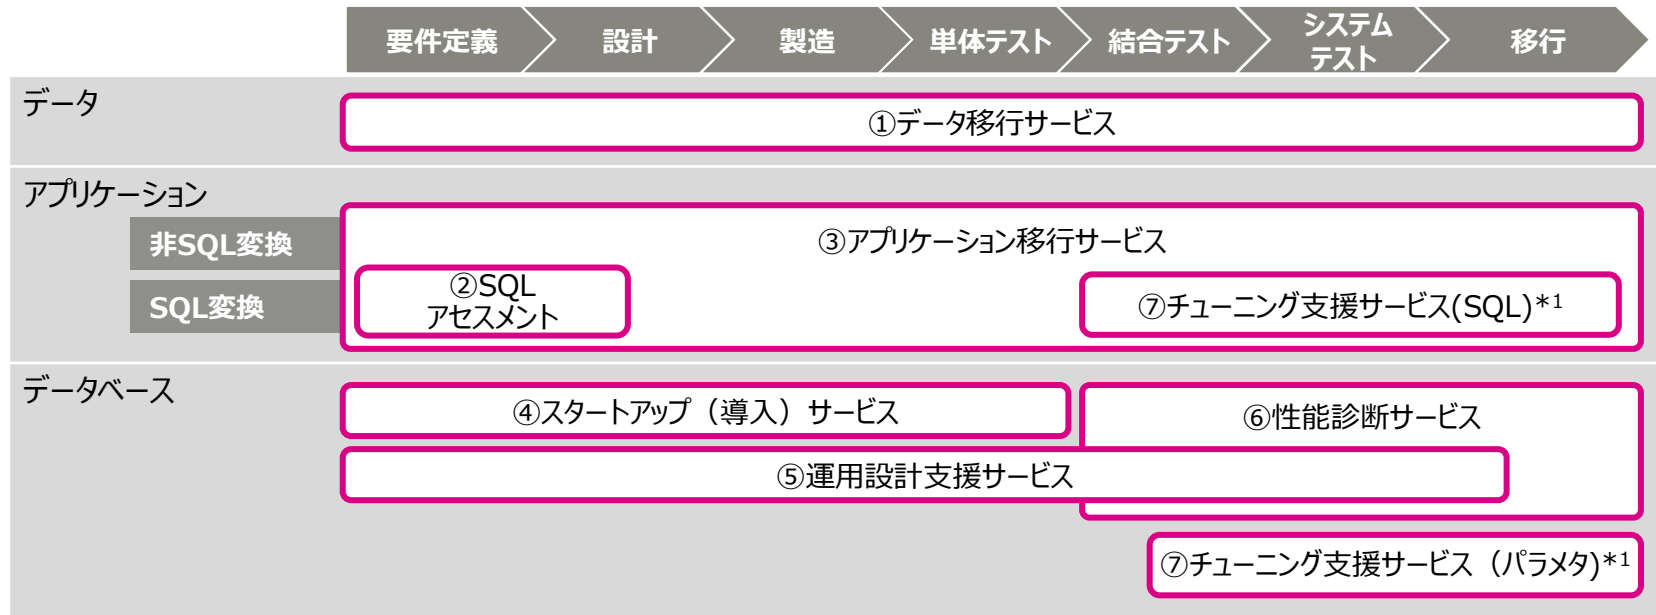 要件定義
設計
製造
単体テスト
結合テスト
システム
テスト
移行
データ
①データ移行サービス
アプリケーション
非SQL変換
③アプリケーション移行サービス
SQL変換
②SQL
アセスメント
⑦チューニング支援サービス(SQL)*1
データベース
④スタートアップ（導入）サービス
⑥性能診断サービス
⑤運用設計支援サービス
⑦チューニング支援サービス（パラメタ)*1